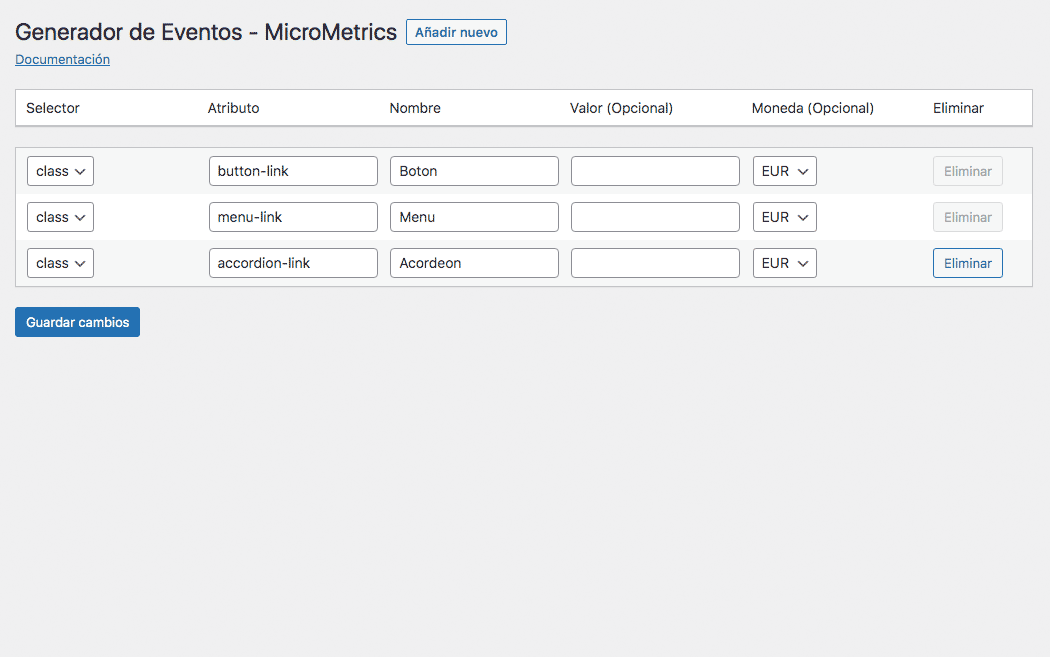 Generador de Eventos - MicroMetrics Añadir nuevo
Documentación
Selector Atributo Nombre Valor (Opcional) Moneda (Opcional) Eliminar
class button-link Boton EUR Eliminar
class menu-link Menu EUR Eliminar
class accordion-link Acordeon EUR Eliminar
Guardar cambios